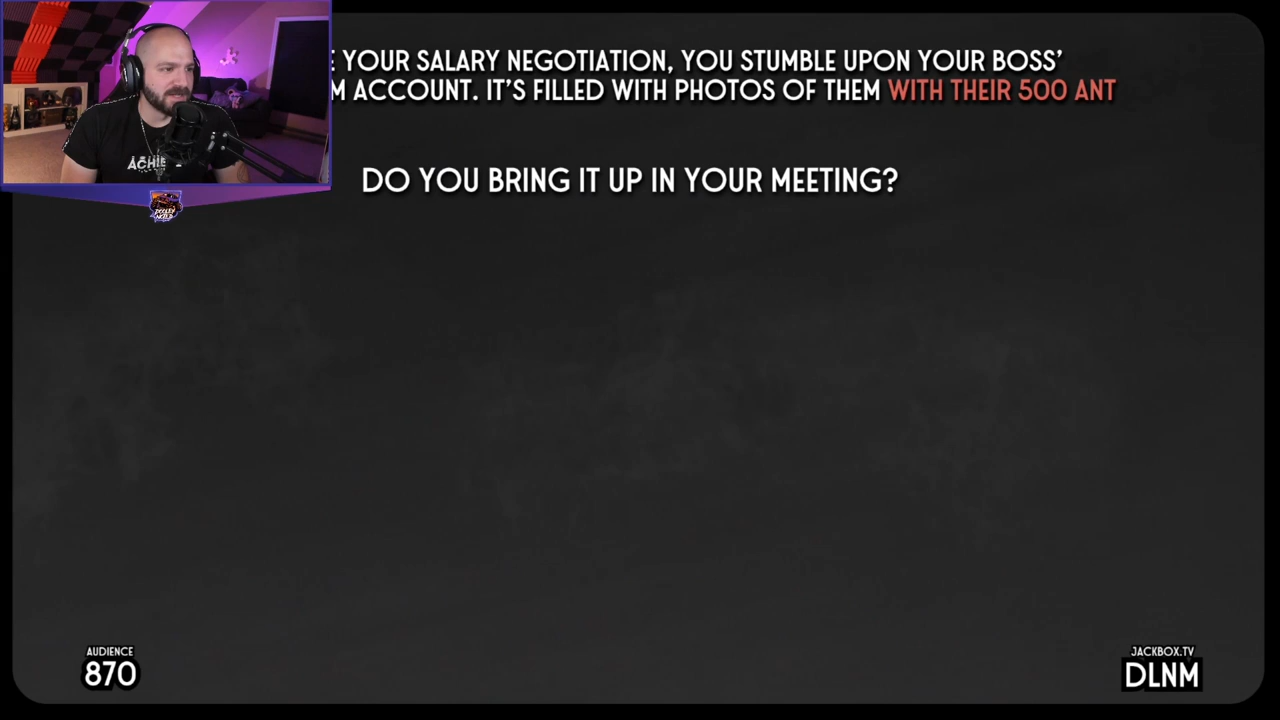 YOUR SALARY NEGOTIATION, YOU STUMBLE UPON YOUR BOSS'
M ACCOUNT. IT'S FILLED WITH PHOTOS OF THEM WITH THEIR 500 ANT
DO YOU BRING IT UP IN YOUR MEETING?
ACHIE
AUDIENCE
870
JACKBOX.TV
DLNM